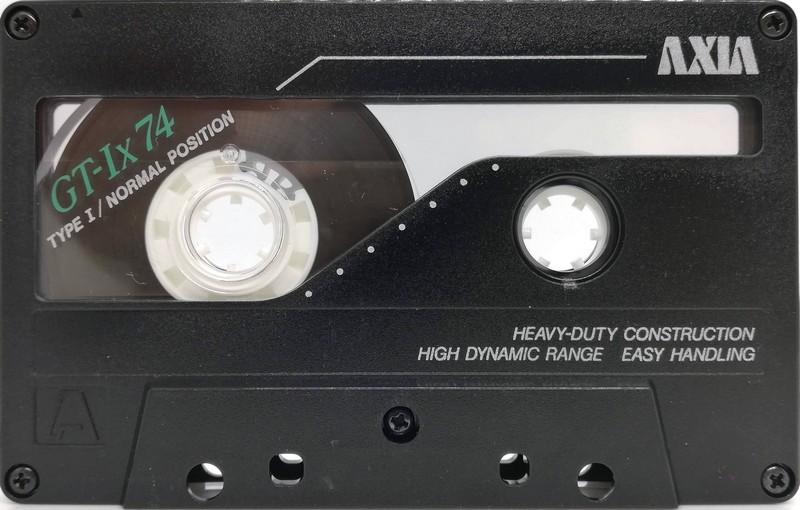 AXIA
GT-Ix 74
TYPE I / NORMAL POSITION
HEAVY-DUTY CONSTRUCTION
HIGH DYNAMIC RANGE EASY HANDLING
A